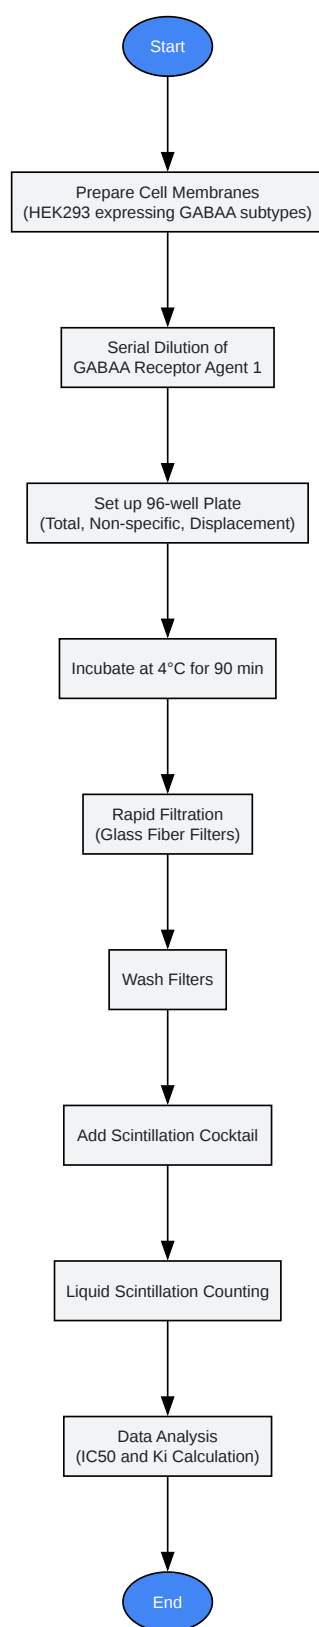 Start
Prepare Cell Membranes
(HEK293 expressing GABAA subtypes)
Serial Dilution of
GABAA Receptor Agent 1
Set up 96-well Plate
(Total, Non-specific, Displacement)
Incubate at 4°C for 90 min
Rapid Filtration
(Glass Fiber Filters)
Wash Filters
Add Scintillation Cocktail
Liquid Scintillation Counting
Data Analysis
(IC50 and Ki Calculation)
End